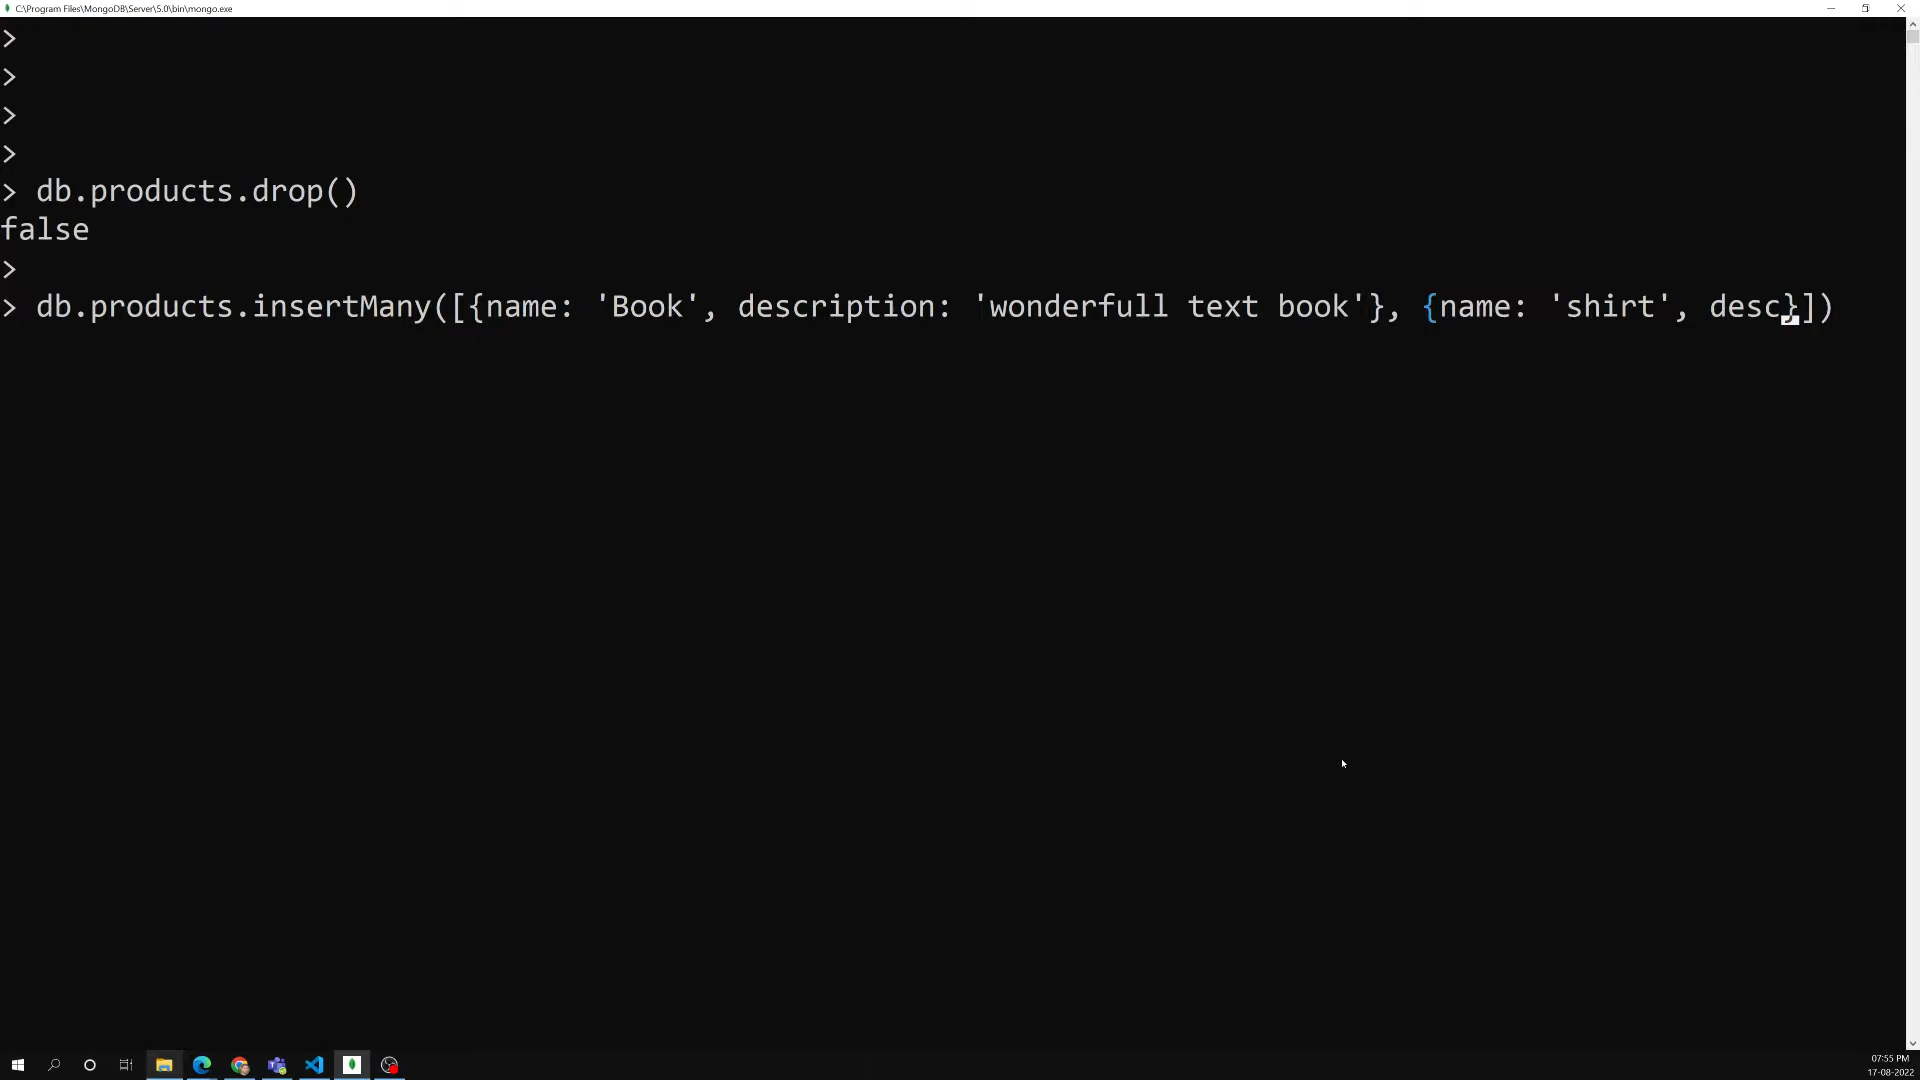 C:\Program Files\MongoDB\Server\5.0\bin\mongo.exe
>
>
>
>
> db.products.drop()
false
>
> db.products.insertMany([{name: 'Book', description: 'wonderfull text book'}, {name: 'shirt', desc}])
07:55 PM
17-08-2022